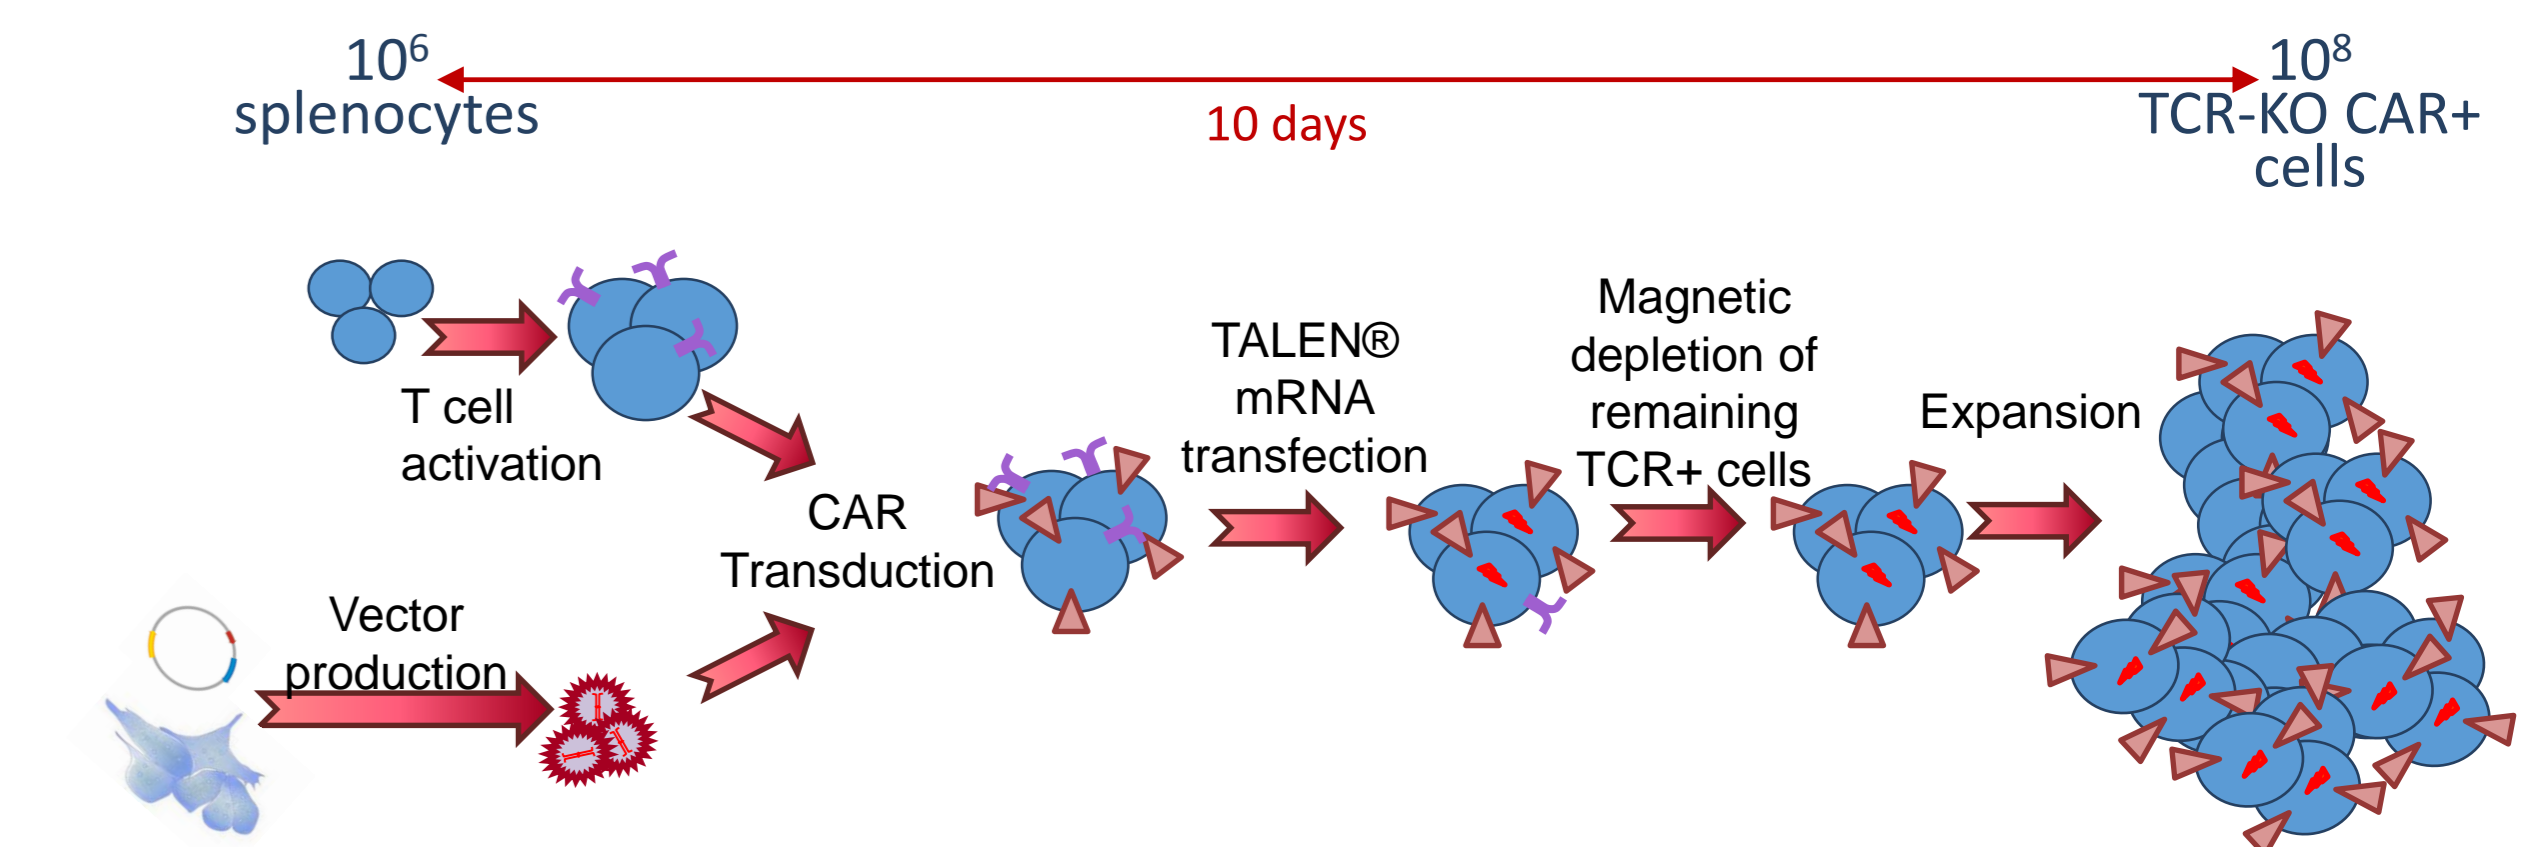 10⁶
splenocytes
10 days
10⁸
TCR-KO CAR+
cells
T cell
activation
Vector
production
CAR
Transduction
TALEN®
mRNA
transfection
Magnetic
depletion of
remaining
TCR+ cells
Expansion